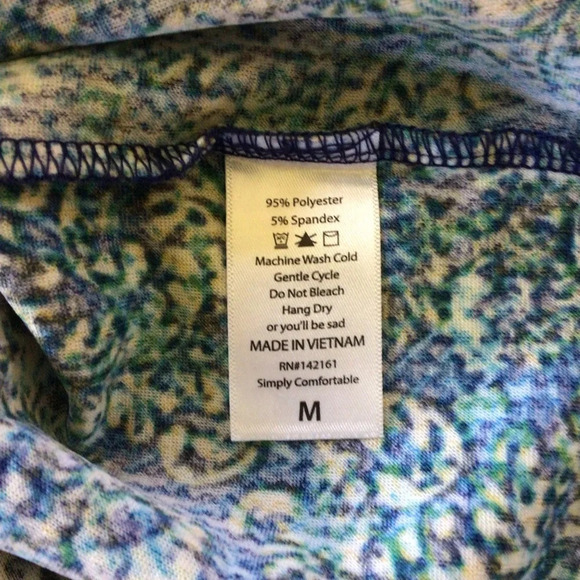 95% Polyester
5% Spandex
Machine Wash Cold
Gentle Cycle
Do Not Bleach
Hang Dry
or you'll be sad
MADE IN VIETNAM
RN#142161
Simply Comfortable
M